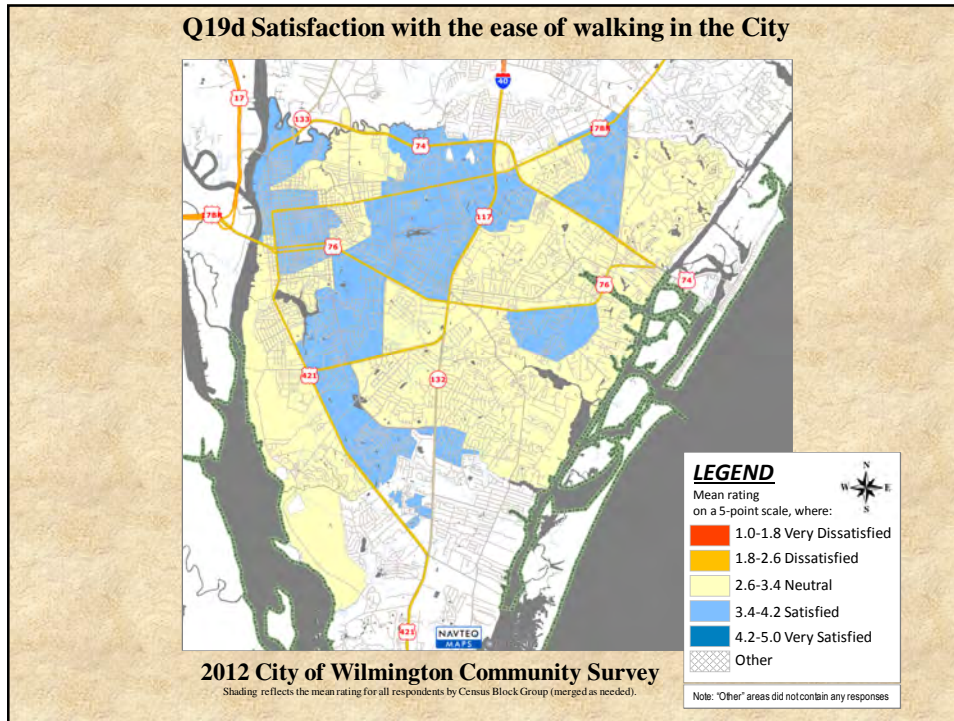 Q19d Satisfaction with the ease of walking in the City
40
17
133
17BR
74
17BR
117
76
76
74
421
132
421
NAVTEQ
MAPS
LEGEND
Mean rating
on a 5-point scale, where:
N
W E
S
1.0-1.8 Very Dissatisfied
1.8-2.6 Dissatisfied
2.6-3.4 Neutral
3.4-4.2 Satisfied
4.2-5.0 Very Satisfied
Other
Note: "Other" areas did not contain any responses
2012 City of Wilmington Community Survey
Shading reflects the mean rating for all respondents by Census Block Group (merged as needed).